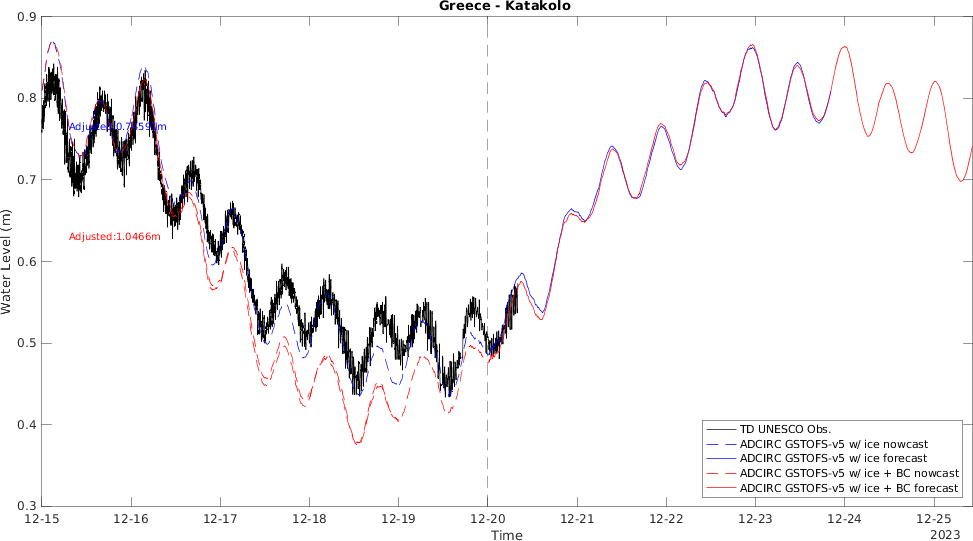 Greece - Katakolo
0.9
0.8
0.7
0.6
0.5
0.4
0.3
Water Level (m)
Adjusted:1.0466m
TD UNESCO Obs.
ADCIRC GSTOFS-v5 w/ ice nowcast
ADCIRC GSTOFS-v5 w/ ice forecast
ADCIRC GSTOFS-v5 w/ ice + BC nowcast
ADCIRC GSTOFS-v5 w/ ice + BC forecast
12-15 12-16 12-17 12-18 12-19 12-20 12-21 12-22 12-23 12-24 12-25
Time 2023